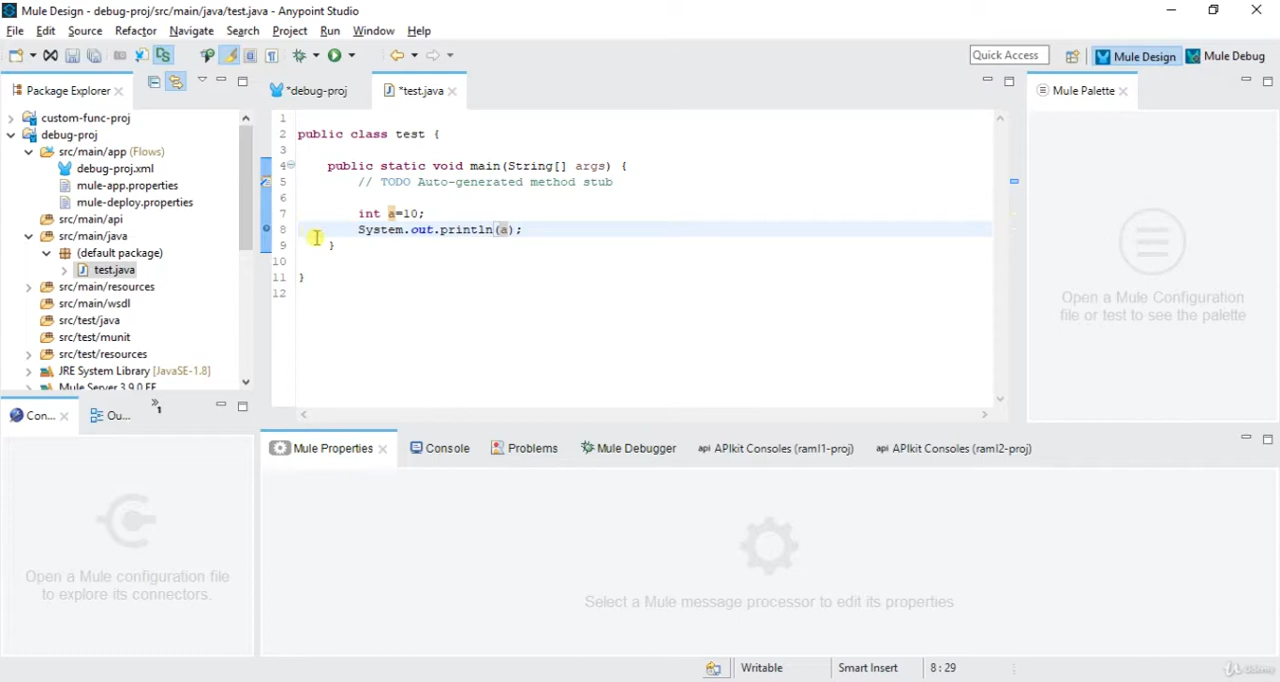 Mule Design - debug-proj/src/main/java/test.java - Anypoint Studio
File Edit Source Refactor Navigate Search Project Run Window Help
Quick Access Mule Design Mule Debug
Package Explorer
*debug-proj *test.java
Mule Palette
custom-func-proj
debug-proj
src/main/app (Flows)
debug-proj.xml
mule-app.properties
mule-deploy.properties
src/main/api
src/main/java
(default package)
test.java
src/main/resources
src/main/wsdl
src/test/java
src/test/munit
src/test/resources
JRE System Library [JavaSE-1.8]
Mule Server 3.9.0 EE
1
2 public class test {
3
4 public static void main(String[] args) {
5 // TODO Auto-generated method stub
6
7 int a=10;
8 System.out.println(a);
9 }
10
11 }
12
Open a Mule Configuration
file or test to see the palette
Con... Ou... »1
Open a Mule configuration file
to explore its connectors.
Mule Properties Console Problems Mule Debugger APIkit Consoles (raml1-proj) APIkit Consoles (raml2-proj)
api api
Select a Mule message processor to edit its properties
Writable Smart Insert 8 : 29
Udemy